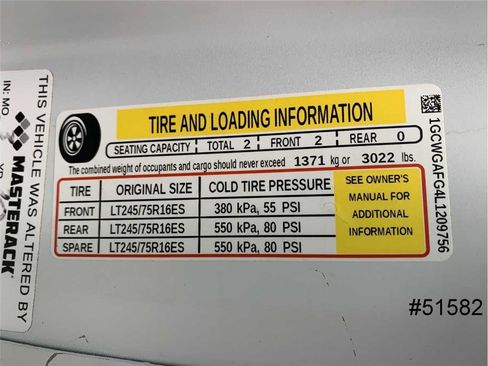 TIRE AND LOADING INFORMATION
SEATING CAPACITY TOTAL 2 FRONT 2 REAR 0
The combined weight of occupants and cargo should never exceed 1371 kg or 3022 lbs.
TIRE ORIGINAL SIZE COLD TIRE PRESSURE
FRONT LT245/75R16ES 380 kPa, 55 PSI
REAR LT245/75R16ES 550 kPa, 80 PSI
SPARE LT245/75R16ES 550 kPa, 80 PSI
SEE OWNER'S
MANUAL FOR
ADDITIONAL
INFORMATION
1GCWGAFG4L1209756
THIS VEHICLE WAS ALTERED BY
MASTERACK
IN: MO.
YR.
#51582